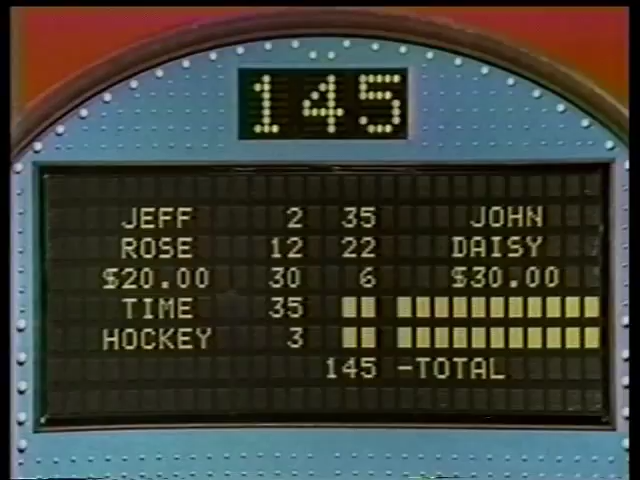 145
JEFF 2 35 JOHN
ROSE 12 22 DAISY
$20.00 30 6 $30.00
TIME 35
HOCKEY 3
145 -TOTAL